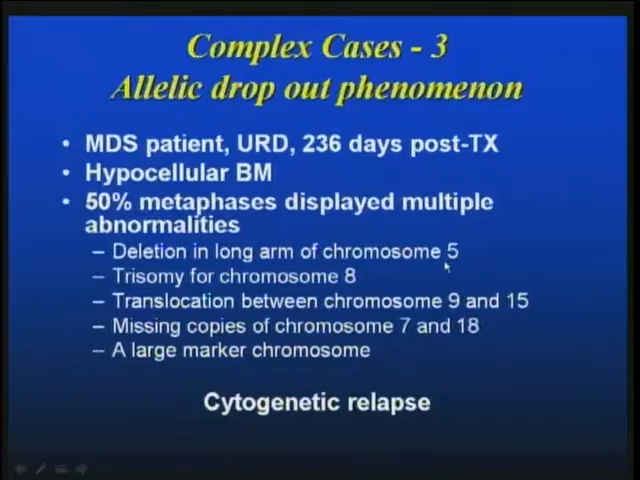 Complex Cases - 3
Allelic drop out phenomenon
• MDS patient, URD, 236 days post-TX
• Hypocellular BM
• 50% metaphases displayed multiple
abnormalities
– Deletion in long arm of chromosome 5
– Trisomy for chromosome 8
– Translocation between chromosome 9 and 15
– Missing copies of chromosome 7 and 18
– A large marker chromosome
Cytogenetic relapse